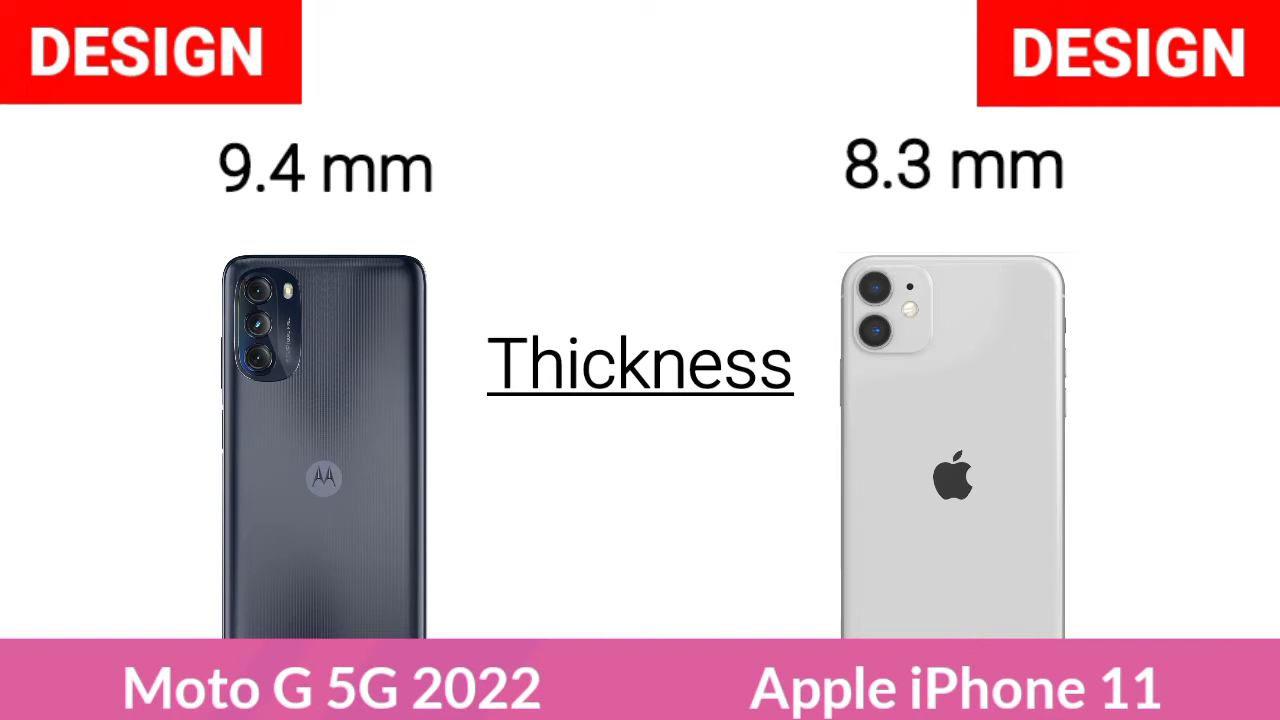 DESIGN
DESIGN
9.4 mm
8.3 mm
Thickness
Moto G 5G 2022
Apple iPhone 11